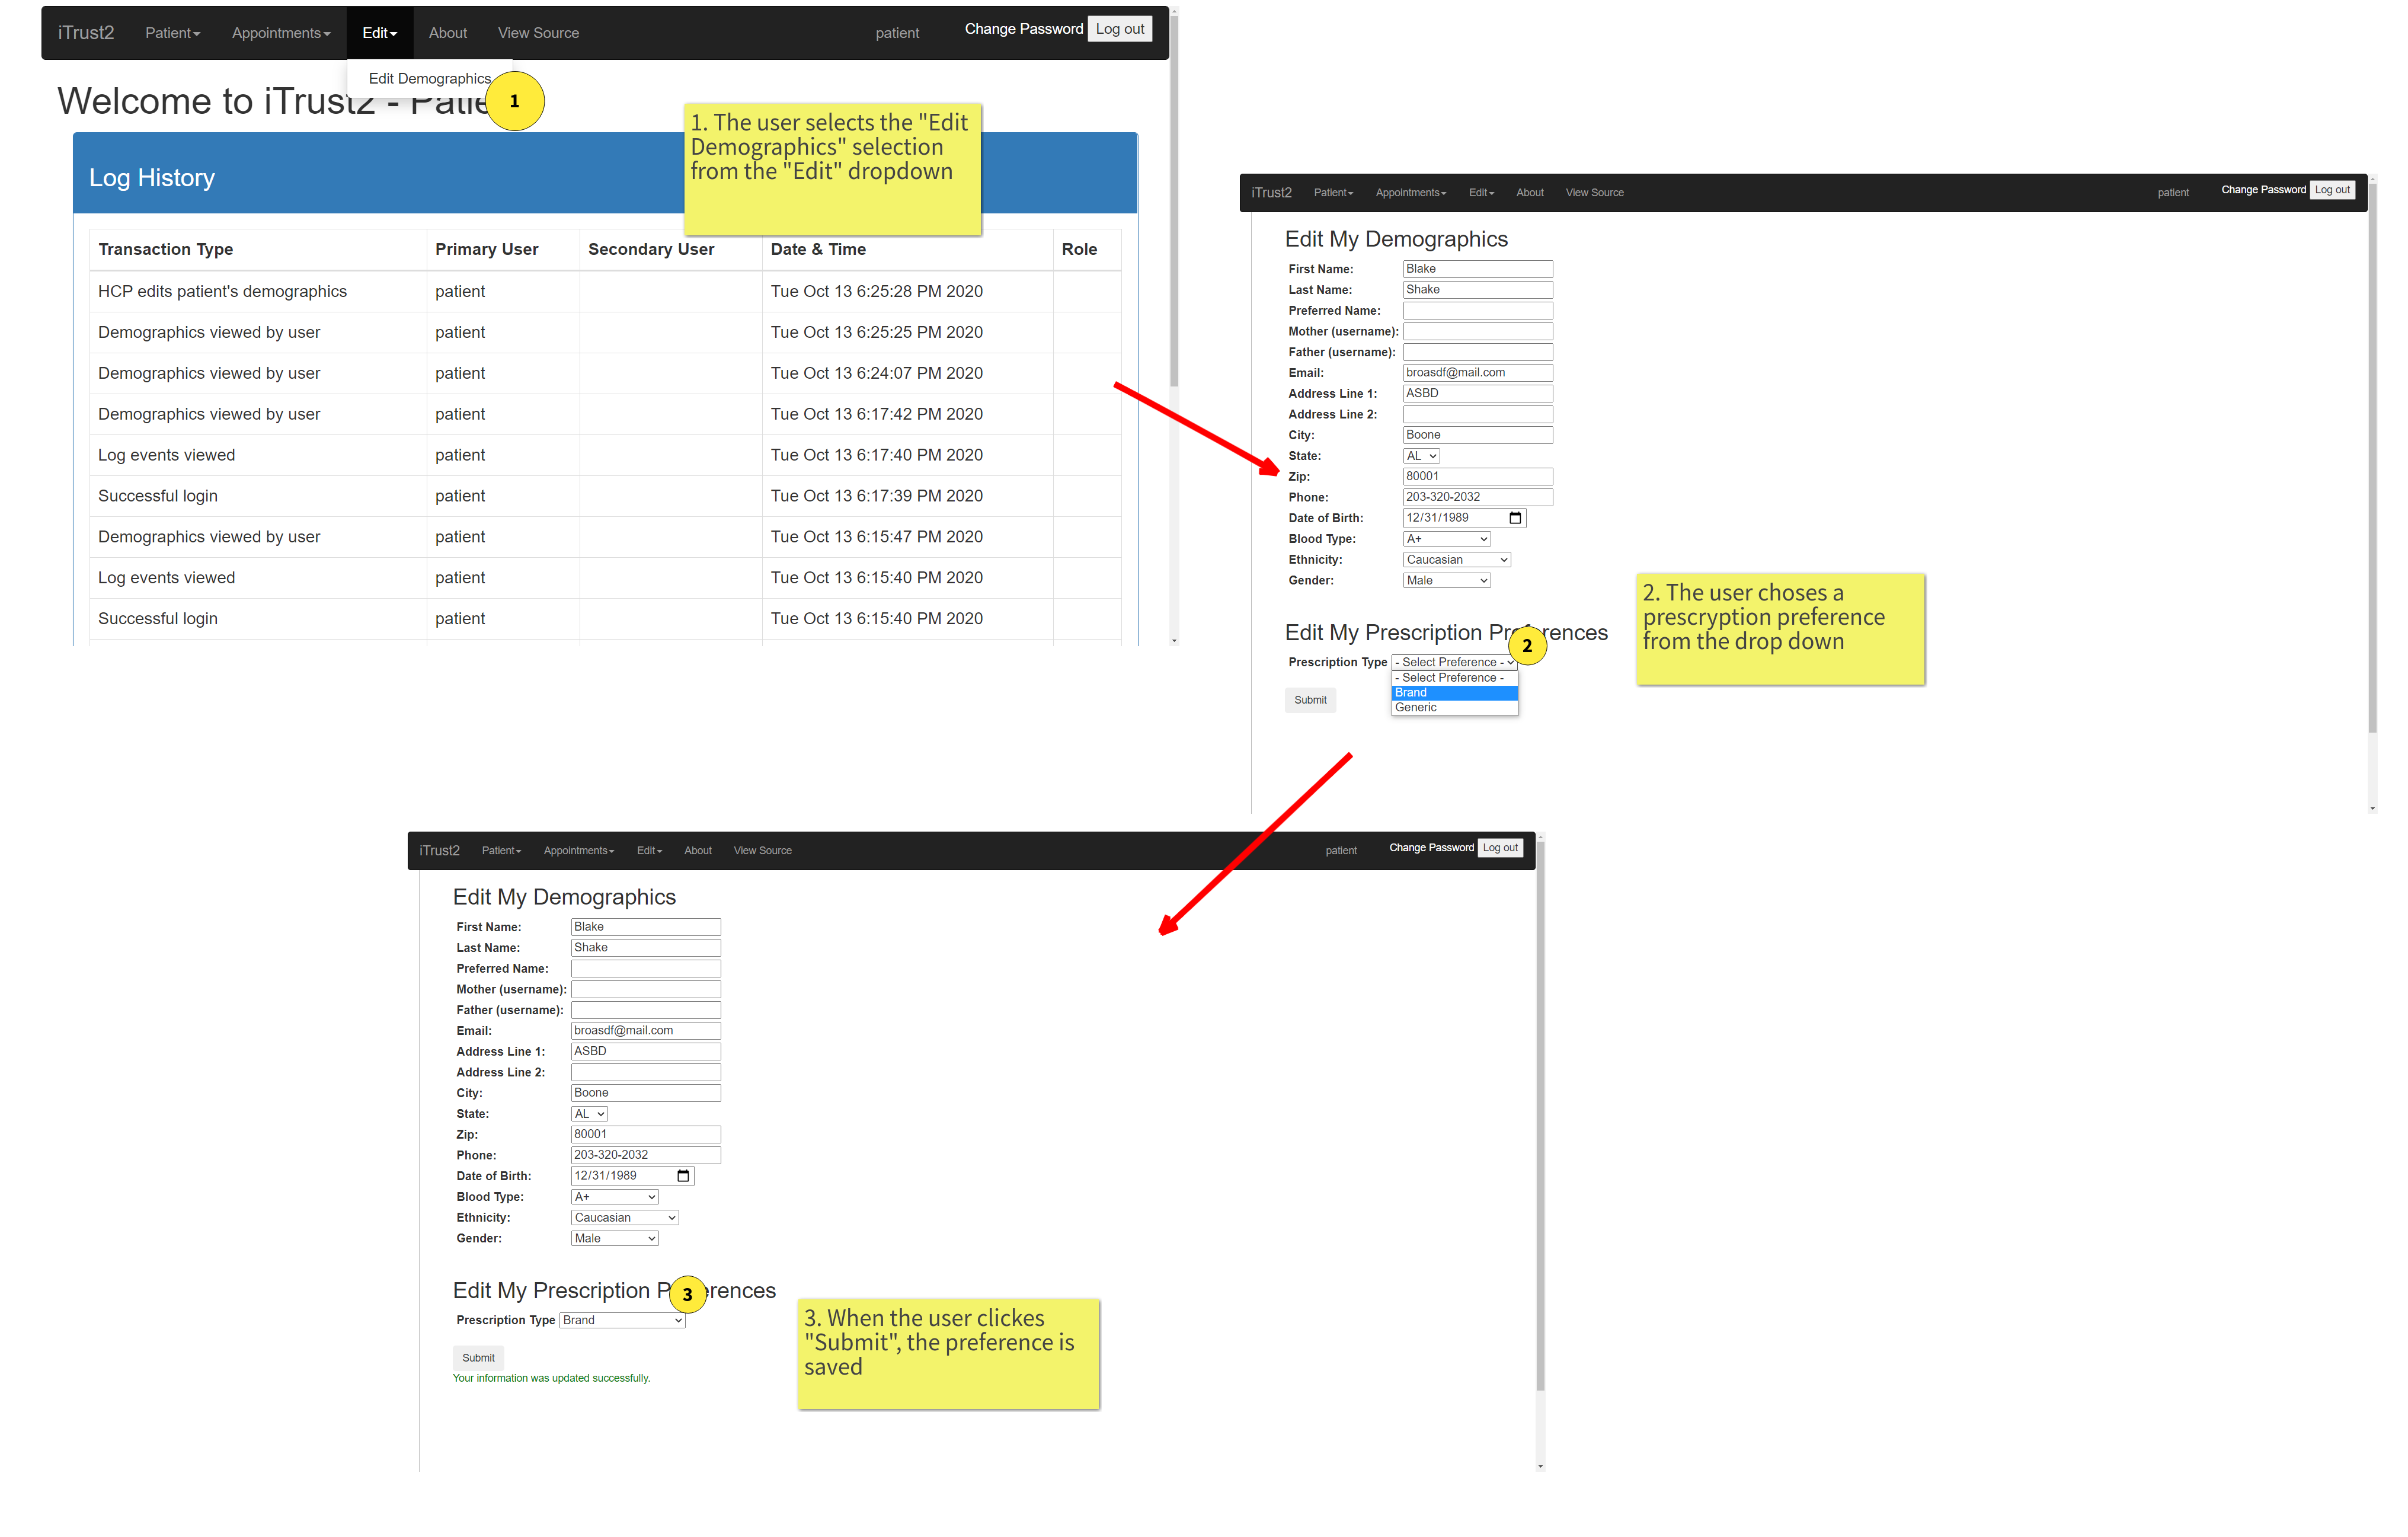 iTrust2 Patient Appointments Edit About View Source patient Change Password Log out
Edit Demographics
Welcome to iTrust2 - Patie
1
1. The user selects the "Edit
Demographics" selection
from the "Edit" dropdown
Log History
Transaction Type Primary User Secondary User Date & Time Role
HCP edits patient's demographics patient Tue Oct 13 6:25:28 PM 2020
Demographics viewed by user patient Tue Oct 13 6:25:25 PM 2020
Demographics viewed by user patient Tue Oct 13 6:24:07 PM 2020
Demographics viewed by user patient Tue Oct 13 6:17:42 PM 2020
Log events viewed patient Tue Oct 13 6:17:40 PM 2020
Successful login patient Tue Oct 13 6:17:39 PM 2020
Demographics viewed by user patient Tue Oct 13 6:15:47 PM 2020
Log events viewed patient Tue Oct 13 6:15:40 PM 2020
Successful login patient Tue Oct 13 6:15:40 PM 2020
iTrust2 Patient Appointments Edit About View Source patient Change Password Log out
Edit My Demographics
First Name: Blake
Last Name: Shake
Preferred Name:
Mother (username):
Father (username):
Email: broasdf@mail.com
Address Line 1: ASBD
Address Line 2:
City: Boone
State: AL
Zip: 80001
Phone: 203-320-2032
Date of Birth: 12/31/1989
Blood Type: A+
Ethnicity: Caucasian
Gender: Male
Edit My Prescription Preferences
2
Prescription Type - Select Preference -
- Select Preference -
Brand
Generic
Submit
2. The user choses a
prescryption preference
from the drop down
iTrust2 Patient Appointments Edit About View Source patient Change Password Log out
Edit My Demographics
First Name: Blake
Last Name: Shake
Preferred Name:
Mother (username):
Father (username):
Email: broasdf@mail.com
Address Line 1: ASBD
Address Line 2:
City: Boone
State: AL
Zip: 80001
Phone: 203-320-2032
Date of Birth: 12/31/1989
Blood Type: A+
Ethnicity: Caucasian
Gender: Male
Edit My Prescription Preferences
3
Prescription Type Brand
Submit
Your information was updated successfully.
3. When the user clickes
"Submit", the preference is
saved